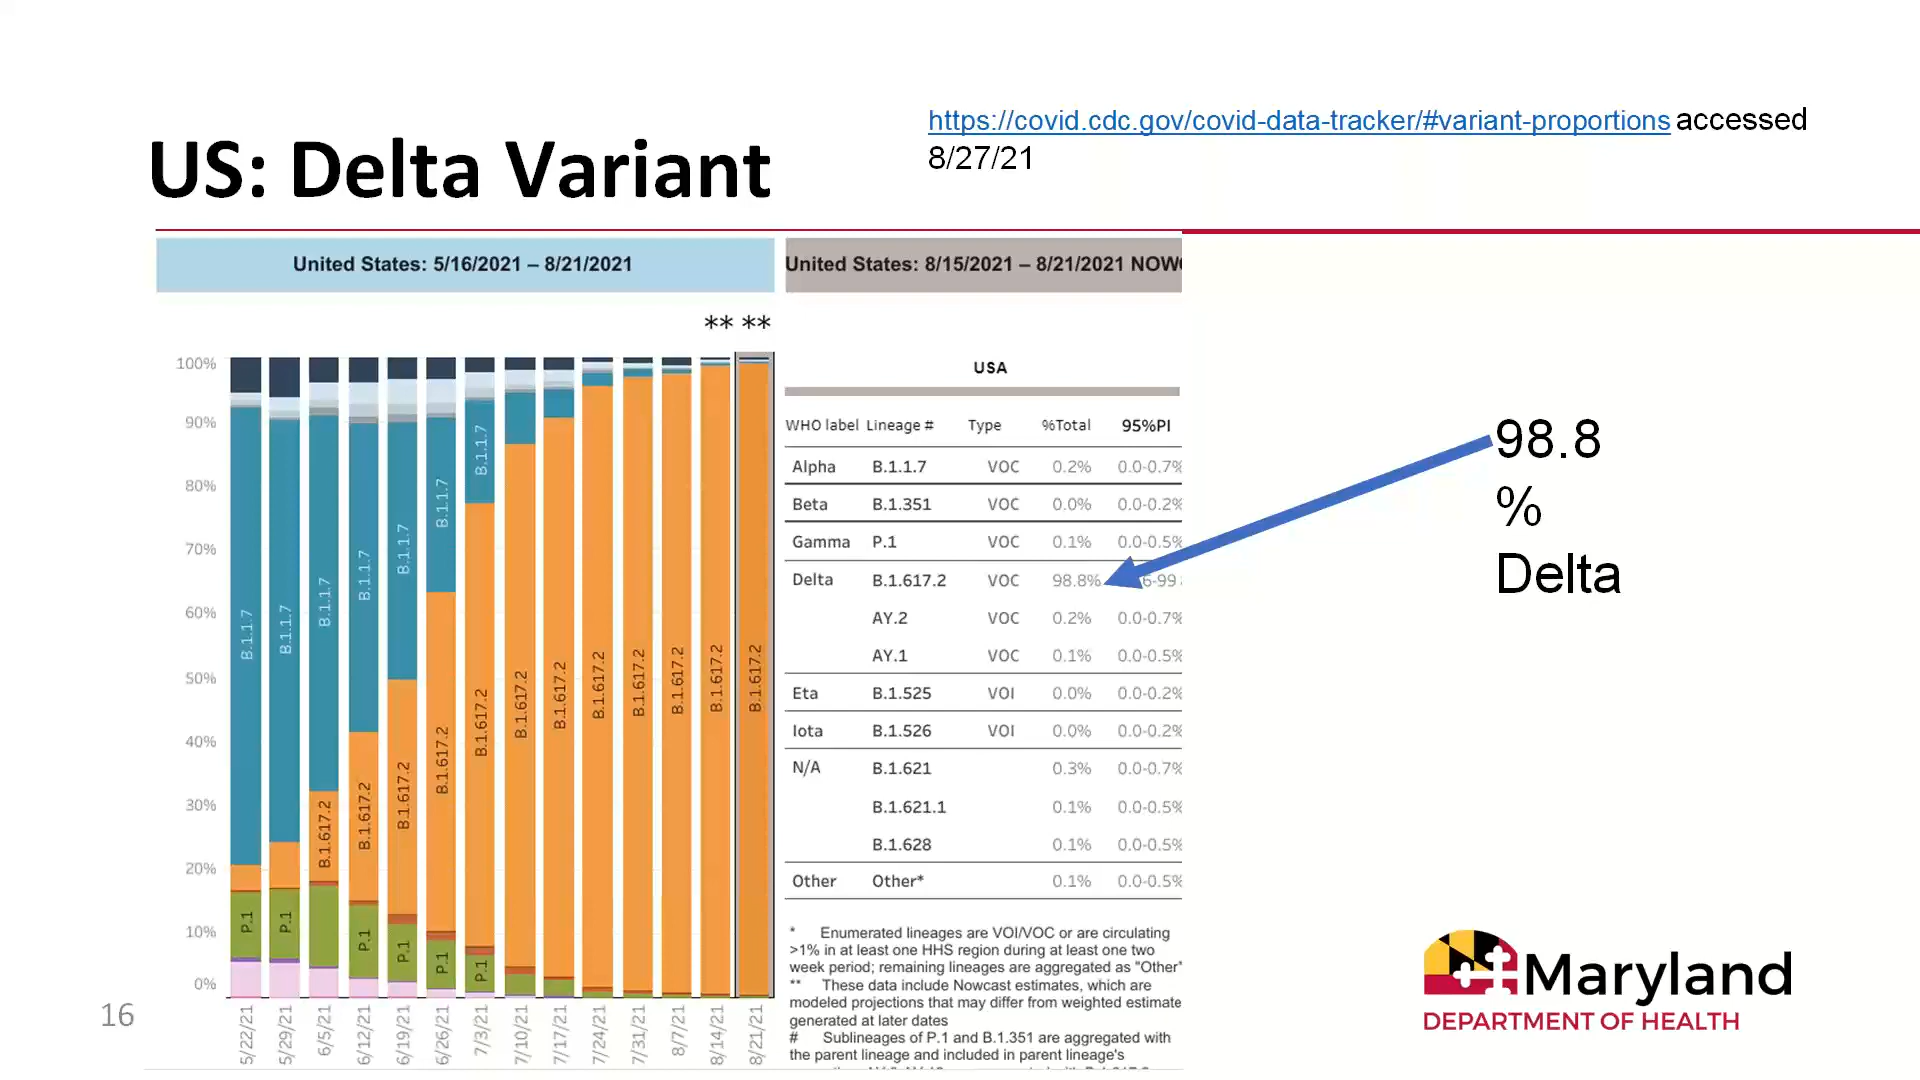 https://covid.cdc.gov/covid-data-tracker/#variant-proportions accessed
8/27/21
US: Delta Variant
United States: 5/16/2021 – 8/21/2021
United States: 8/15/2021 – 8/21/2021
** **
100%
90%
80%
70%
60%
50%
40%
30%
20%
10%
0%
B.1.1.7
B.1.1.7
B.1.1.7
B.1.1.7
B.1.1.7
B.1.1.7
B.1.1.7
B.1.617.2
B.1.617.2
B.1.617.2
B.1.617.2
B.1.617.2
B.1.617.2
B.1.617.2
B.1.617.2
B.1.617.2
B.1.617.2
B.1.617.2
B.1.617.2
P.1
P.1
P.1
P.1
P.1
P.1
5/22/21
5/29/21
6/5/21
6/12/21
6/19/21
6/26/21
7/3/21
7/10/21
7/17/21
7/24/21
7/31/21
8/7/21
8/14/21
8/21/21
USA
WHO label Lineage # Type %Total 95%PI
Alpha B.1.1.7 VOC 0.2% 0.0-0.7%
Beta B.1.351 VOC 0.0% 0.0-0.2%
Gamma P.1 VOC 0.1% 0.0-0.5%
Delta B.1.617.2 VOC 98.8%
AY.2 VOC 0.2% 0.0-0.7%
AY.1 VOC 0.1% 0.0-0.5%
Eta B.1.525 VOI 0.0% 0.0-0.2%
Iota B.1.526 VOI 0.0% 0.0-0.2%
N/A B.1.621 0.3% 0.0-0.7%
B.1.621.1 0.1% 0.0-0.5%
B.1.628 0.1% 0.0-0.5%
Other Other* 0.1% 0.0-0.5%
* Enumerated lineages are VOI/VOC or are circulating
>1% in at least one HHS region during at least one two
week period; remaining lineages are aggregated as "Other"
** These data include Nowcast estimates, which are
modeled projections that may differ from weighted estimate
generated at later dates
# Sublineages of P.1 and B.1.351 are aggregated with
the parent lineage and included in parent lineage's
98.8
%
Delta
Maryland
DEPARTMENT OF HEALTH
16